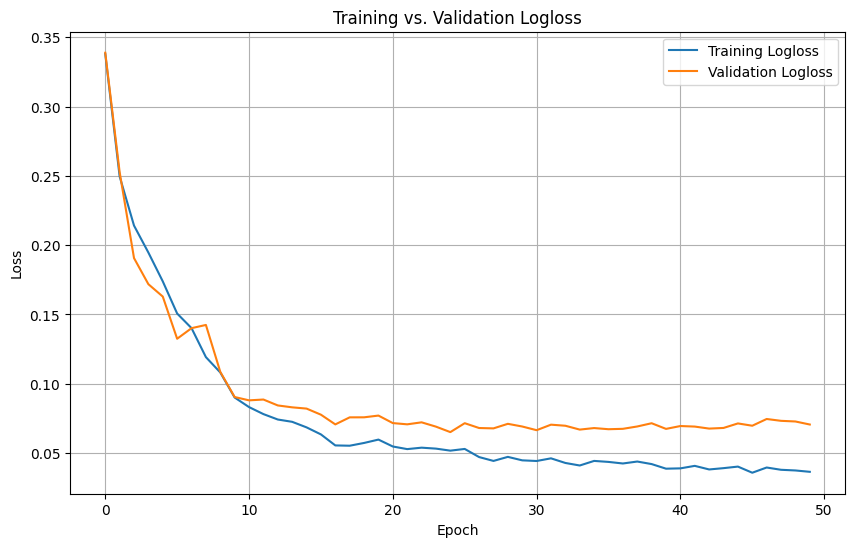 Training vs. Validation Logloss
0.35
0.30
0.25
0.20
0.15
0.10
0.05
Loss
Training Logloss
Validation Logloss
0 10 20 30 40 50
Epoch